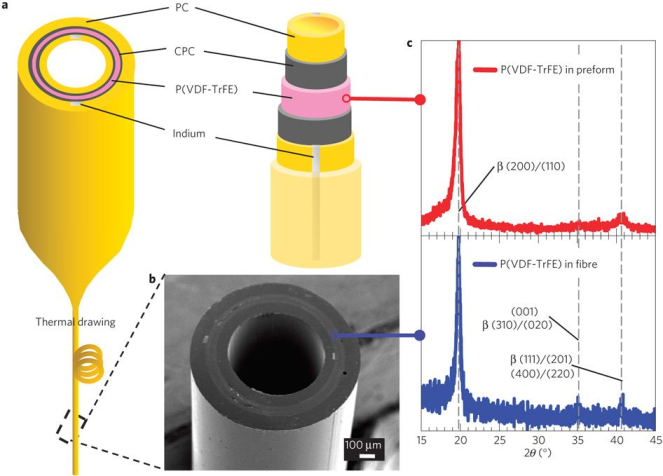 a
PC
CPC
P(VDF-TrFE)
Indium
Thermal drawing
b
100 μm
c
P(VDF-TrFE) in preform
β (200)/(110)
P(VDF-TrFE) in fibre
(001)
β (310)/(020)
β (111)/(201)
(400)/(220)
15 20 25 30 35 40 45
2θ (°)